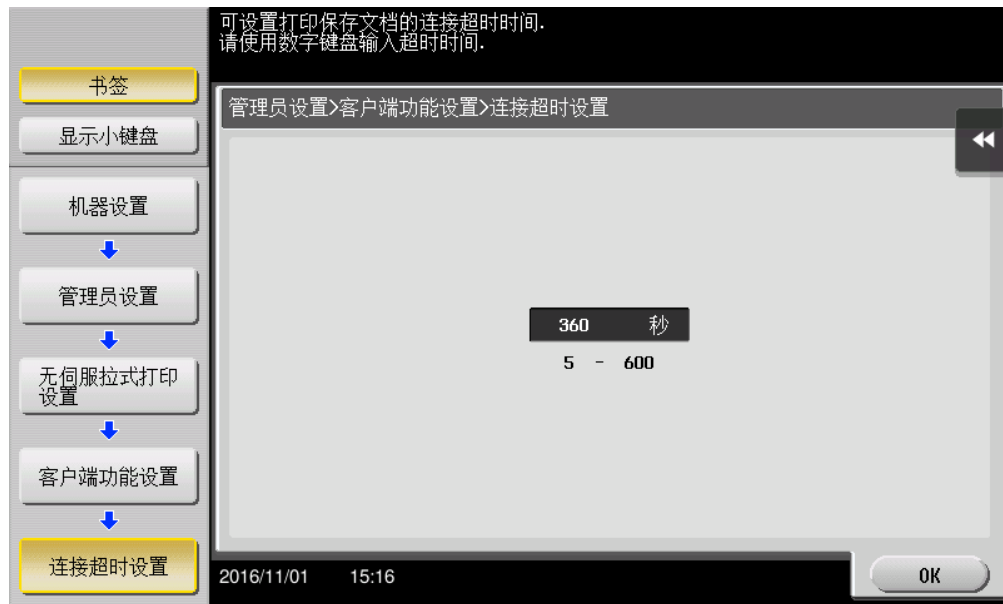 可设置打印保存文档的连接超时时间.
请使用数字键盘输入超时时间.
书签
显示小键盘
机器设置
管理员设置
无伺服拉式打印
设置
客户端功能设置
连接超时设置
管理员设置>客户端功能设置>连接超时设置
360 秒
5 - 600
2016/11/01 15:16
OK